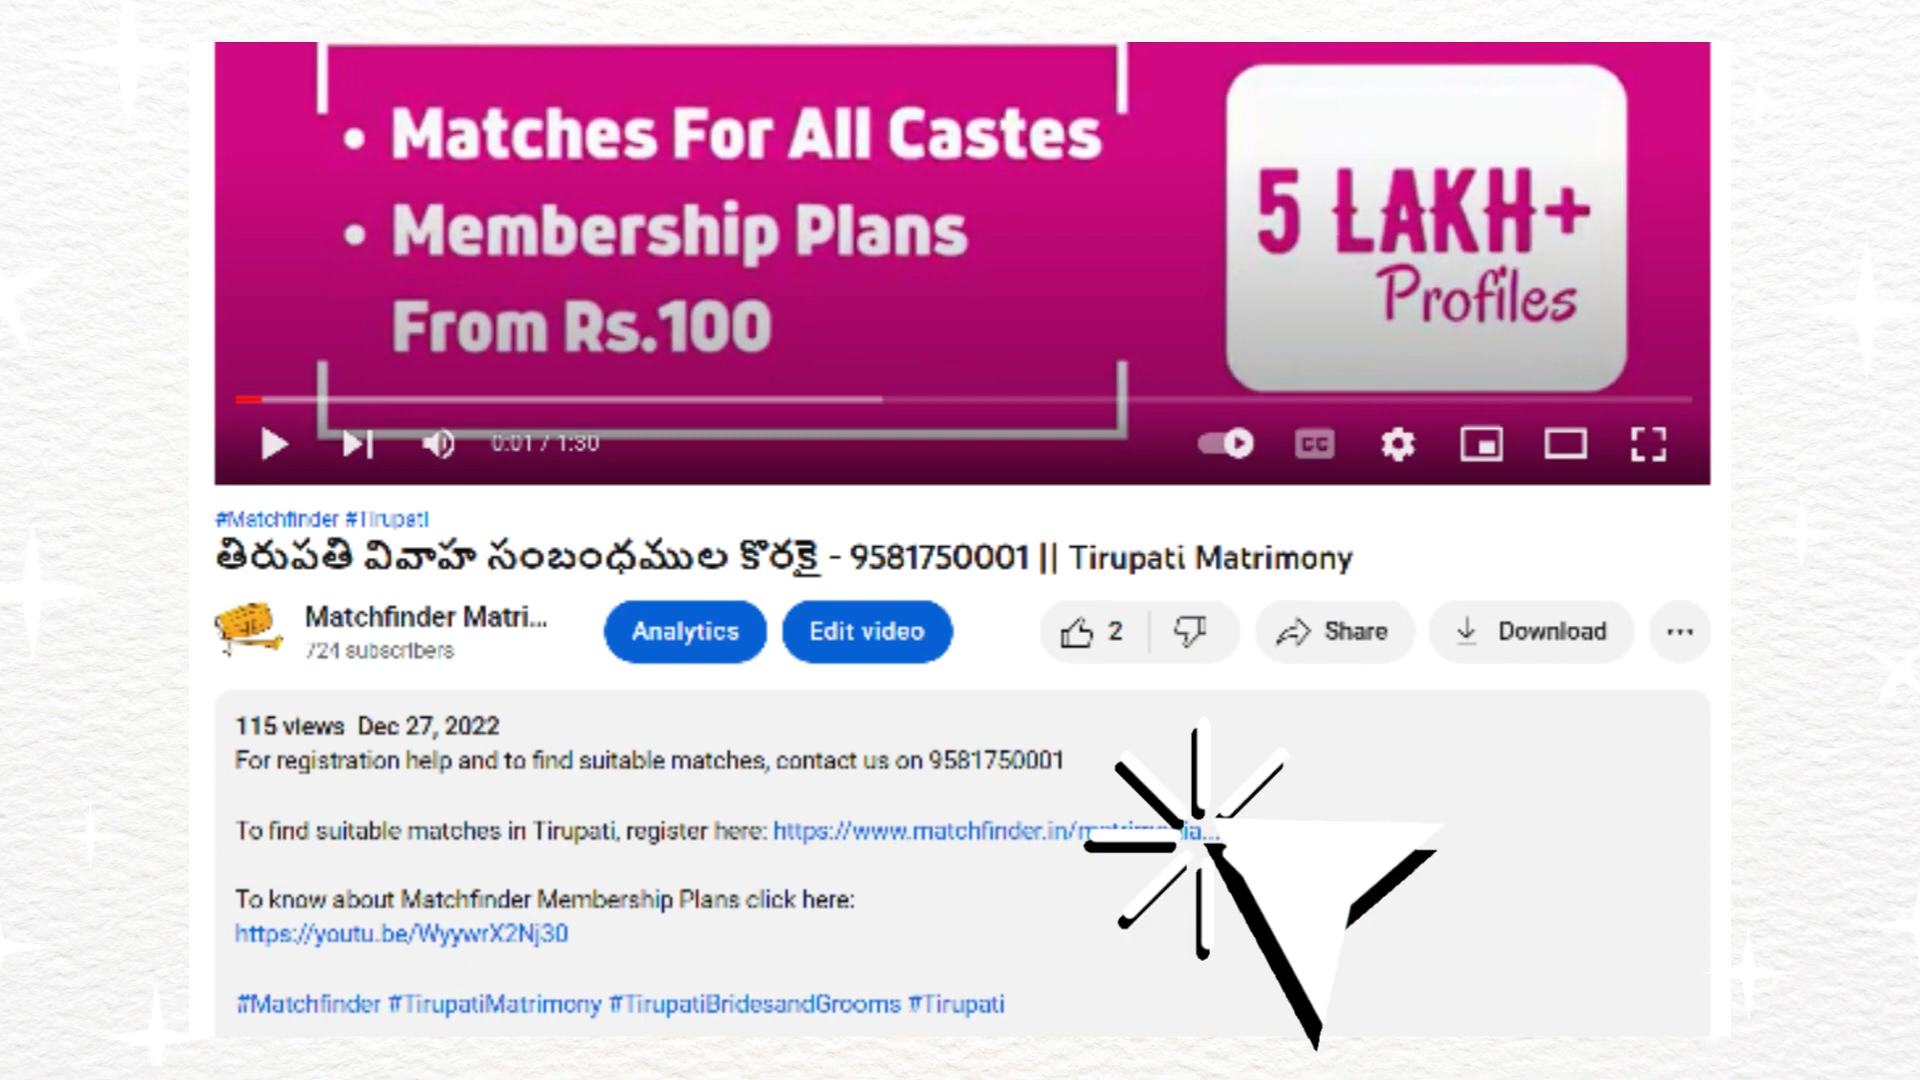 • Matches For All Castes
• Membership Plans
From Rs.100
5 LAKH+
Profiles
0:01 / 1:30
CC
#Matchfinder #Tirupati
తిరుపతి వివాహ సంబంధముల కొరకై - 9581750001 || Tirupati Matrimony
Matchfinder Matri...
724 subscribers
Analytics
Edit video
2
Share
Download
115 views Dec 27, 2022
For registration help and to find suitable matches, contact us on 9581750001
To find suitable matches in Tirupati, register here: https://www.matchfinder.in/
To know about Matchfinder Membership Plans click here:
https://youtu.be/WyywrX2Nj30
#Matchfinder #TirupatiMatrimony #TirupatiBridesandGrooms #Tirupati